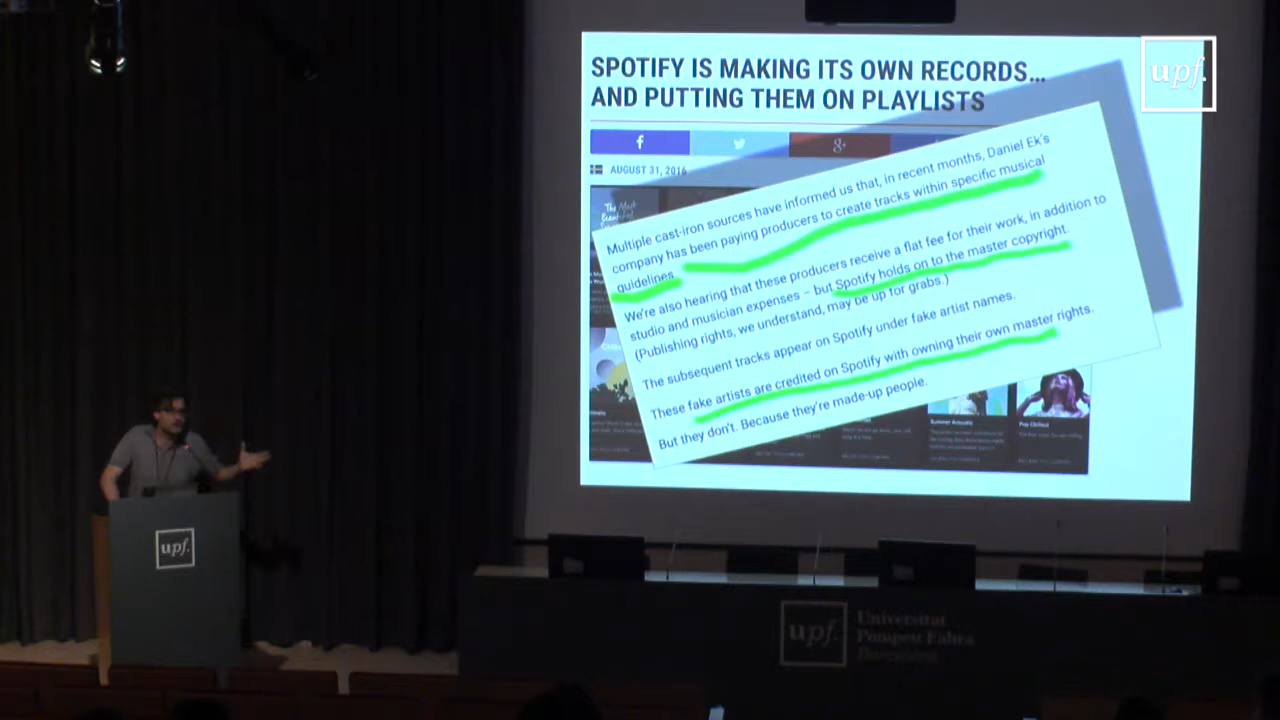 SPOTIFY IS MAKING ITS OWN RECORDS...
AND PUTTING THEM ON PLAYLISTS
upf.
f
g+
AUGUST 31, 2016
The Most
Beautiful
Multiple cast-iron sources have informed us that, in recent months, Daniel Ek's
company has been paying producers to create tracks within specific musical
guidelines.
We're also hearing that these producers receive a flat fee for their work, in addition to
studio and musician expenses – but Spotify holds on to the master copyright.
(Publishing rights, we understand, may be up for grabs.)
The subsequent tracks appear on Spotify under fake artist names.
These fake artists are credited on Spotify with owning their own master rights.
But they don't. Because they're made-up people.
Summer Acoustic
Pop Chillout
upf.
upf.
Universitat
Pompeu Fabra
Barcelona